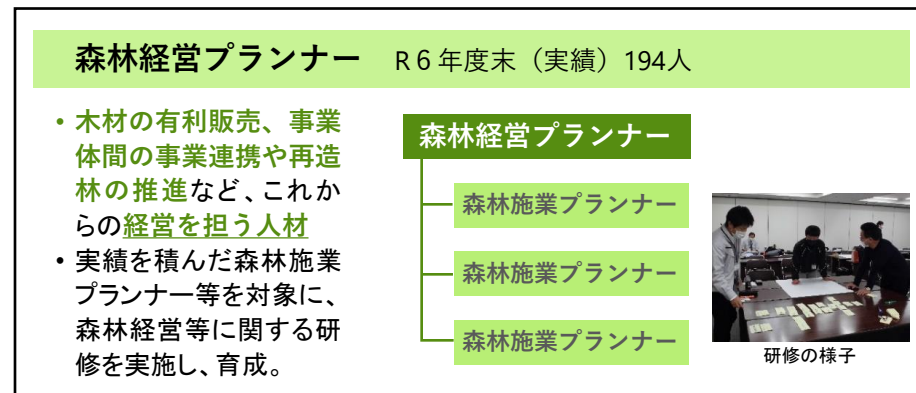 森林経営プランナー R6年度末（実績）194人
・木材の有利販売、事業
体間の事業連携や再造
林の推進など、これか
らの経営を担う人材
・実績を積んだ森林施業
プランナー等を対象に、
森林経営等に関する研
修を実施し、育成。
森林経営プランナー
森林施業プランナー
森林施業プランナー
森林施業プランナー
研修の様子